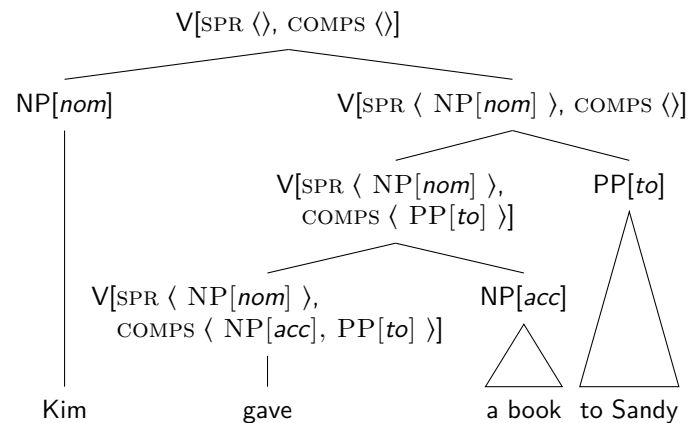 V[SPR ⟨⟩, COMPS ⟨⟩]
NP[nom]
V[SPR ⟨ NP[nom] ⟩, COMPS ⟨⟩]
V[SPR ⟨ NP[nom] ⟩,
COMPS ⟨ PP[to] ⟩]
PP[to]
V[SPR ⟨ NP[nom] ⟩,
COMPS ⟨ NP[acc], PP[to] ⟩]
NP[acc]
Kim gave a book to Sandy